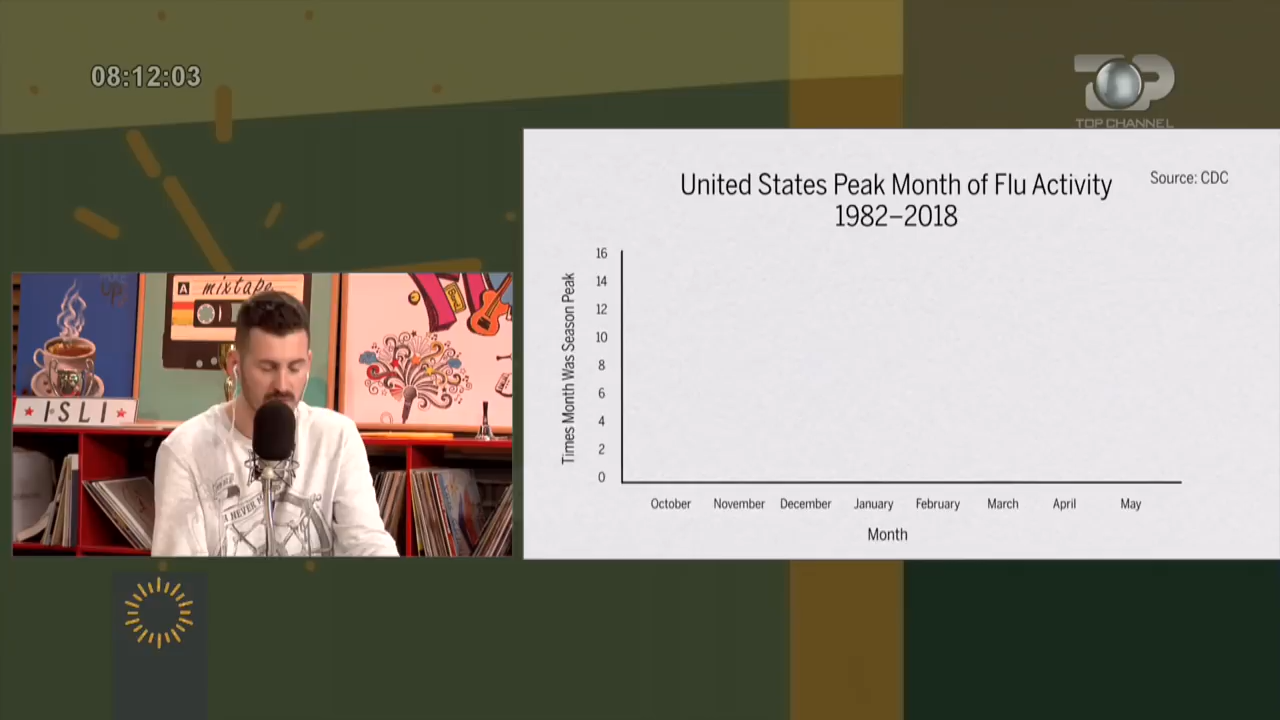 08:12:03
TOP
TOP CHANNEL
United States Peak Month of Flu Activity
1982–2018
Source: CDC
Times Month Was Season Peak
16
14
12
10
8
6
4
2
0
October November December January February March April May
Month
A mixtape
ISLI